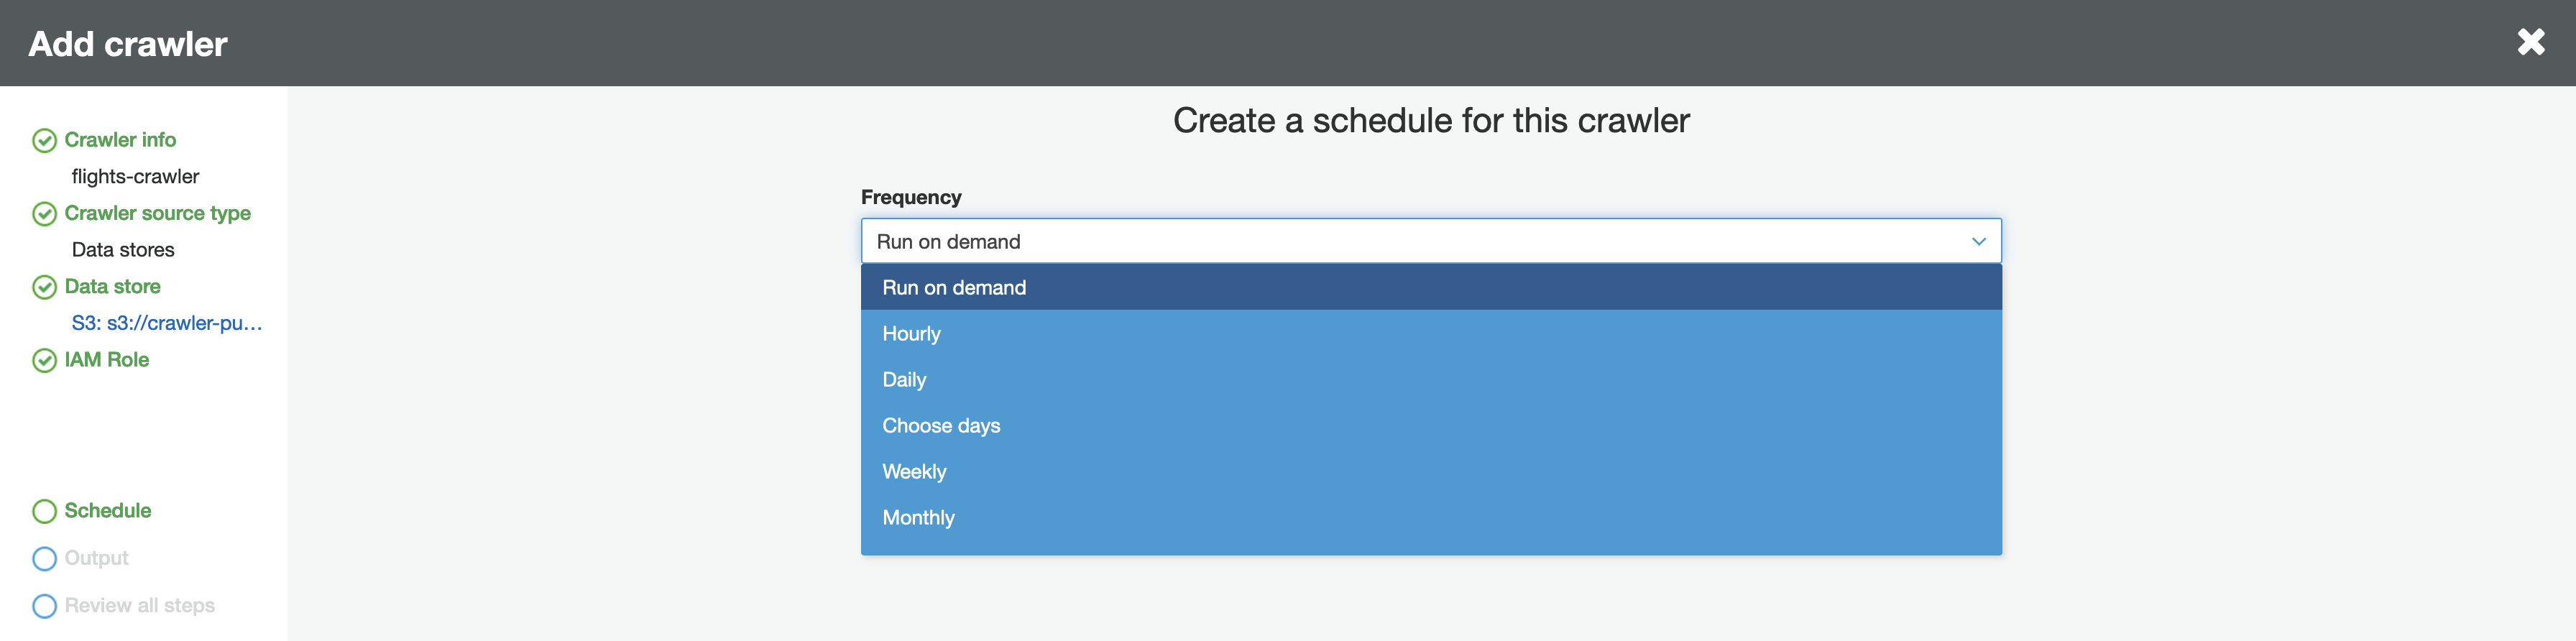 Add crawler
Crawler info
flights-crawler
Crawler source type
Data stores
Data store
S3: s3://crawler-pu...
IAM Role
Schedule
Output
Review all steps
Create a schedule for this crawler
Frequency
Run on demand
Run on demand
Hourly
Daily
Choose days
Weekly
Monthly